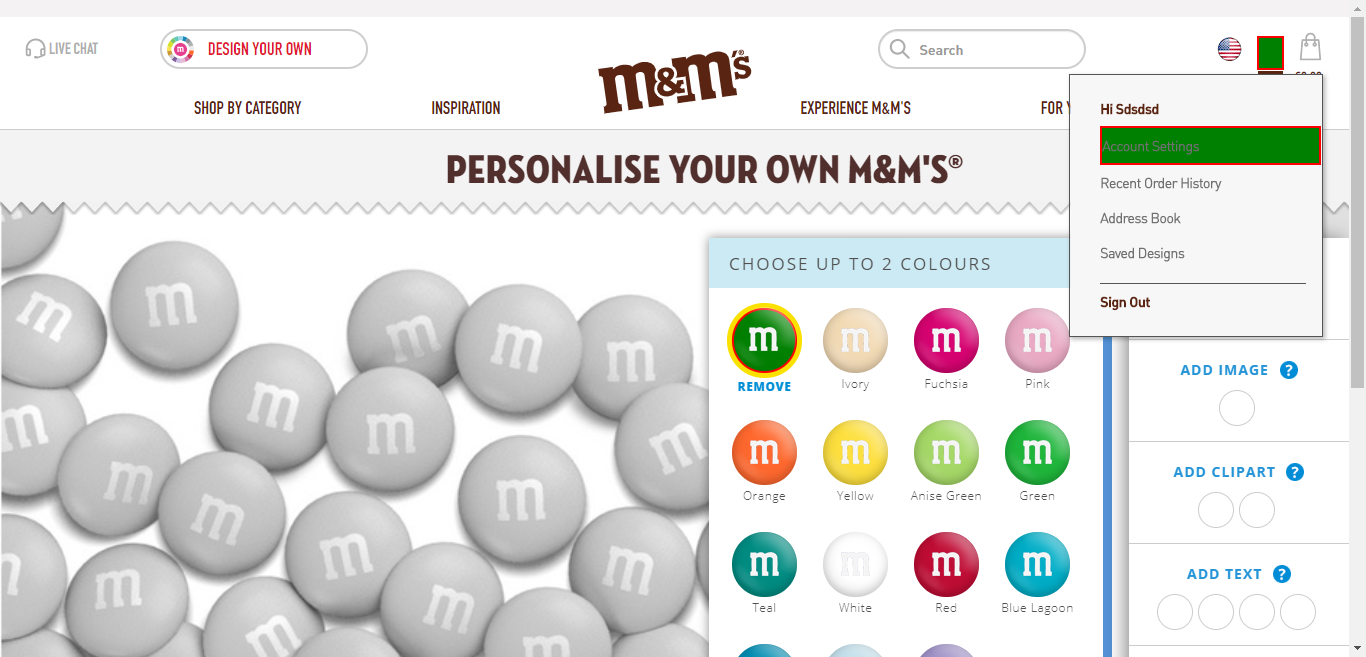 LIVE CHAT
DESIGN YOUR OWN
m&m's®
Search
SHOP BY CATEGORY
INSPIRATION
EXPERIENCE M&M'S
FOR
Hi Sdsdsd
Account Settings
Recent Order History
Address Book
Saved Designs
Sign Out
PERSONALISE YOUR OWN M&M'S®
CHOOSE UP TO 2 COLOURS
REMOVE
Ivory
Fuchsia
Pink
Orange
Yellow
Anise Green
Green
Teal
White
Red
Blue Lagoon
ADD IMAGE ?
ADD CLIPART ?
ADD TEXT ?